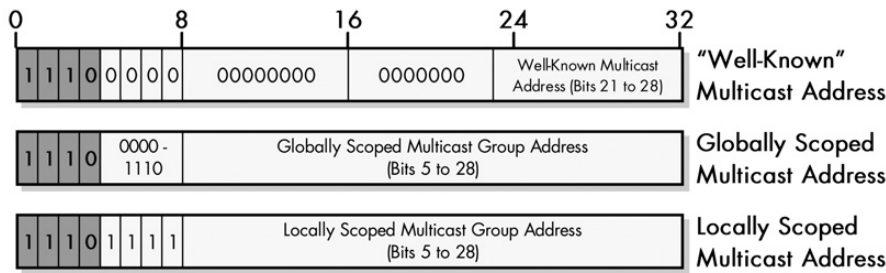 0 8 16 24 32
1 1 1 0 0 0 0 0 00000000 0000000 Well-Known Multicast
Address (Bits 21 to 28)
“Well-Known”
Multicast Address
1 1 1 0 0000 -
1110
Globally Scoped Multicast Group Address
(Bits 5 to 28)
Globally Scoped
Multicast Address
1 1 1 0 1 1 1 1 Locally Scoped Multicast Group Address
(Bits 5 to 28)
Locally Scoped
Multicast Address